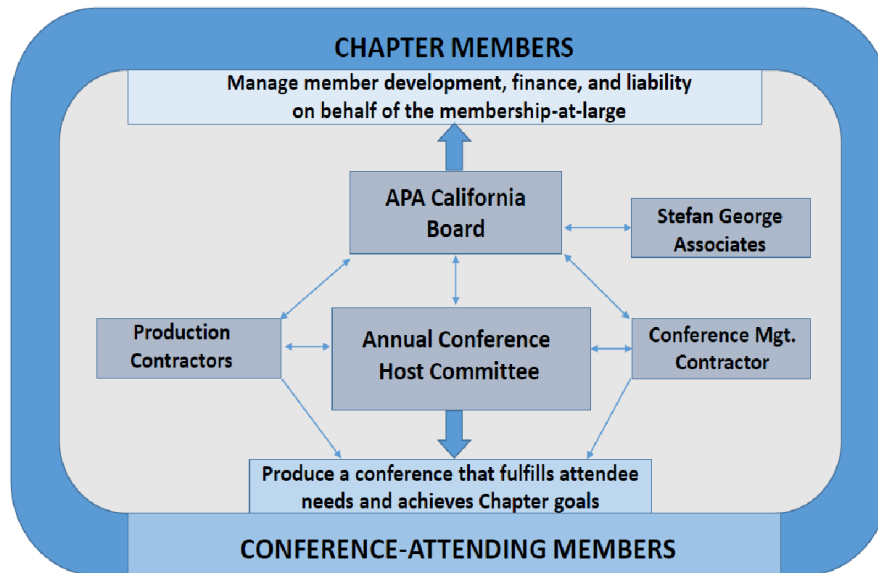 CHAPTER MEMBERS
Manage member development, finance, and liability
on behalf of the membership-at-large
APA California
Board
Stefan George
Associates
Production
Contractors
Annual Conference
Host Committee
Conference Mgt.
Contractor
Produce a conference that fulfills attendee
needs and achieves Chapter goals
CONFERENCE-ATTENDING MEMBERS